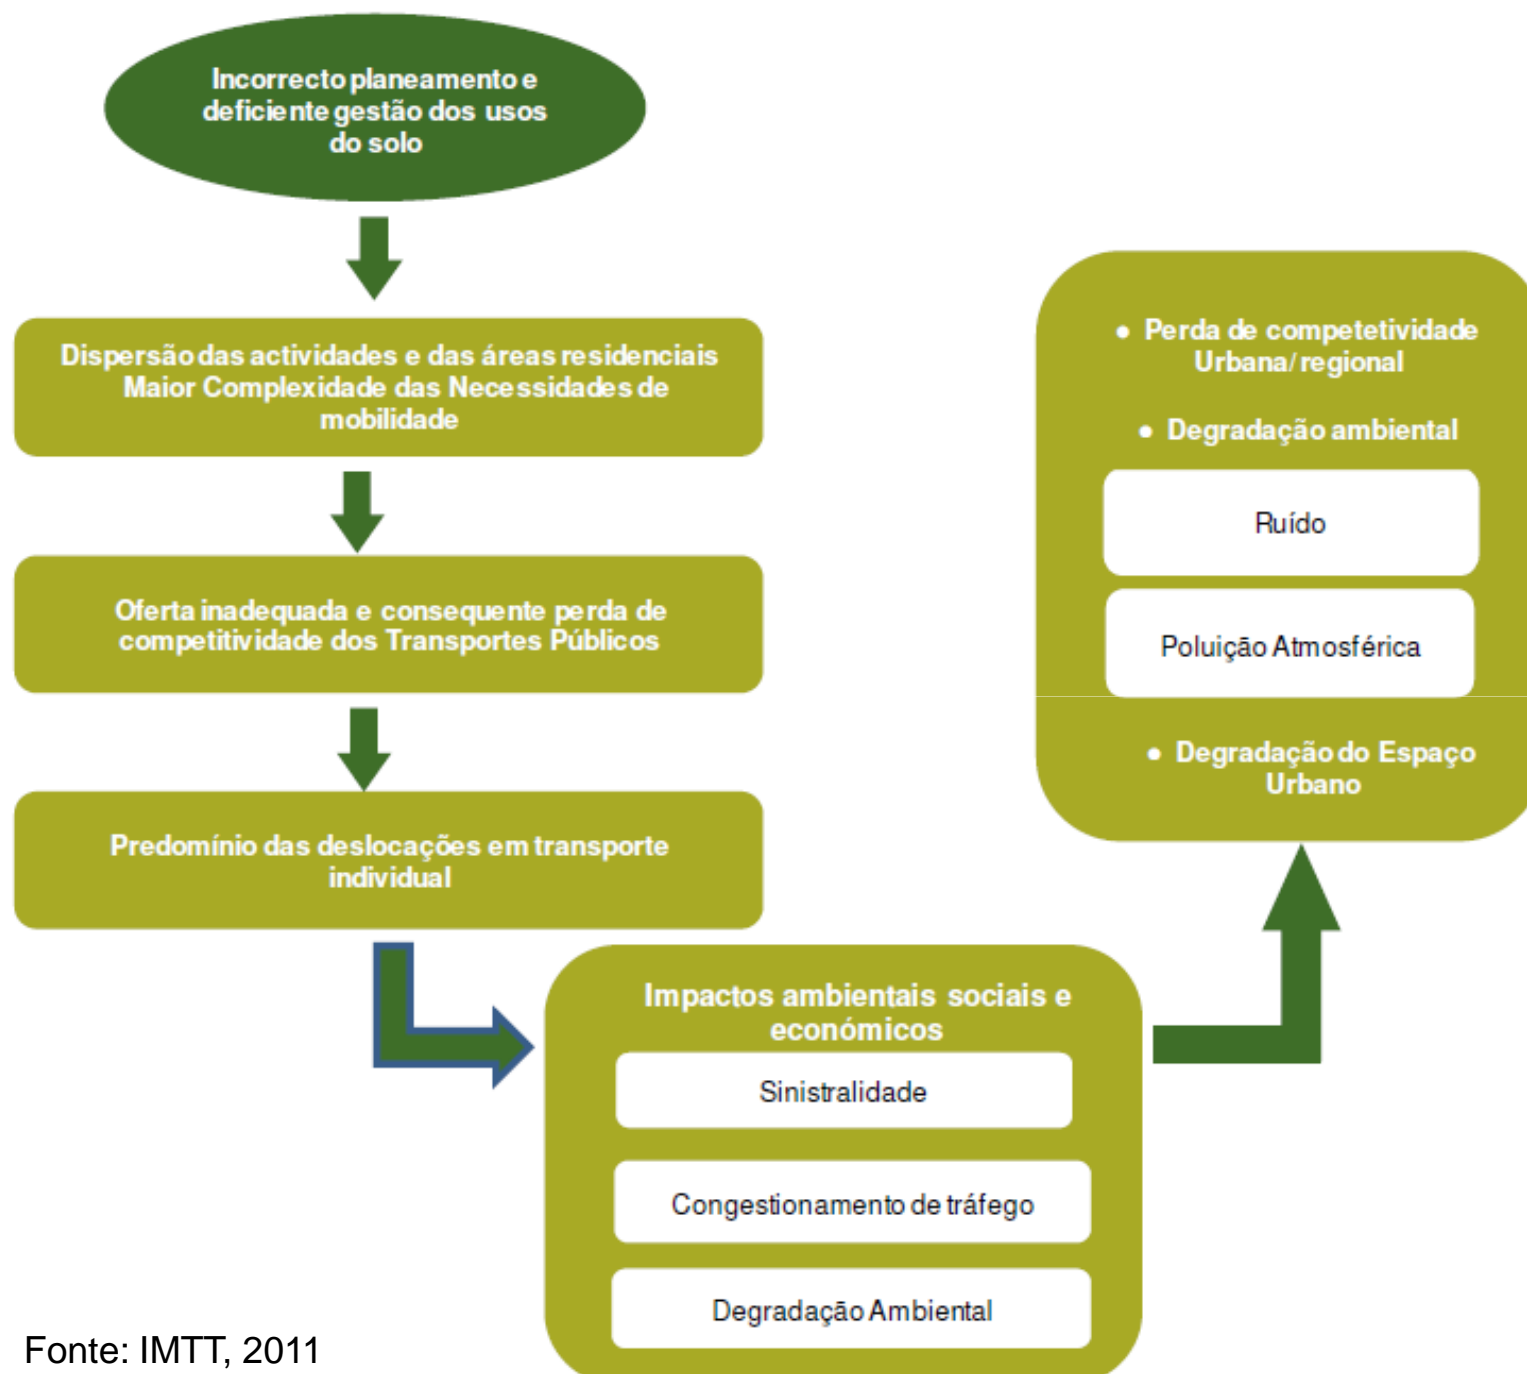 Incorrecto planeamento e
deficiente gestão dos usos
do solo
Dispersão das actividades e das áreas residenciais
Maior Complexidade das Necessidades de
mobilidade
Oferta inadequada e consequente perda de
competitividade dos Transportes Públicos
Predomínio das deslocações em transporte
individual
Impactos ambientais sociais e
económicos
Sinistralidade
Congestionamento de tráfego
Degradação Ambiental
● Perda de competetividade
Urbana/regional
● Degradação ambiental
Ruído
Poluição Atmosférica
● Degradação do Espaço
Urbano
Fonte: IMTT, 2011